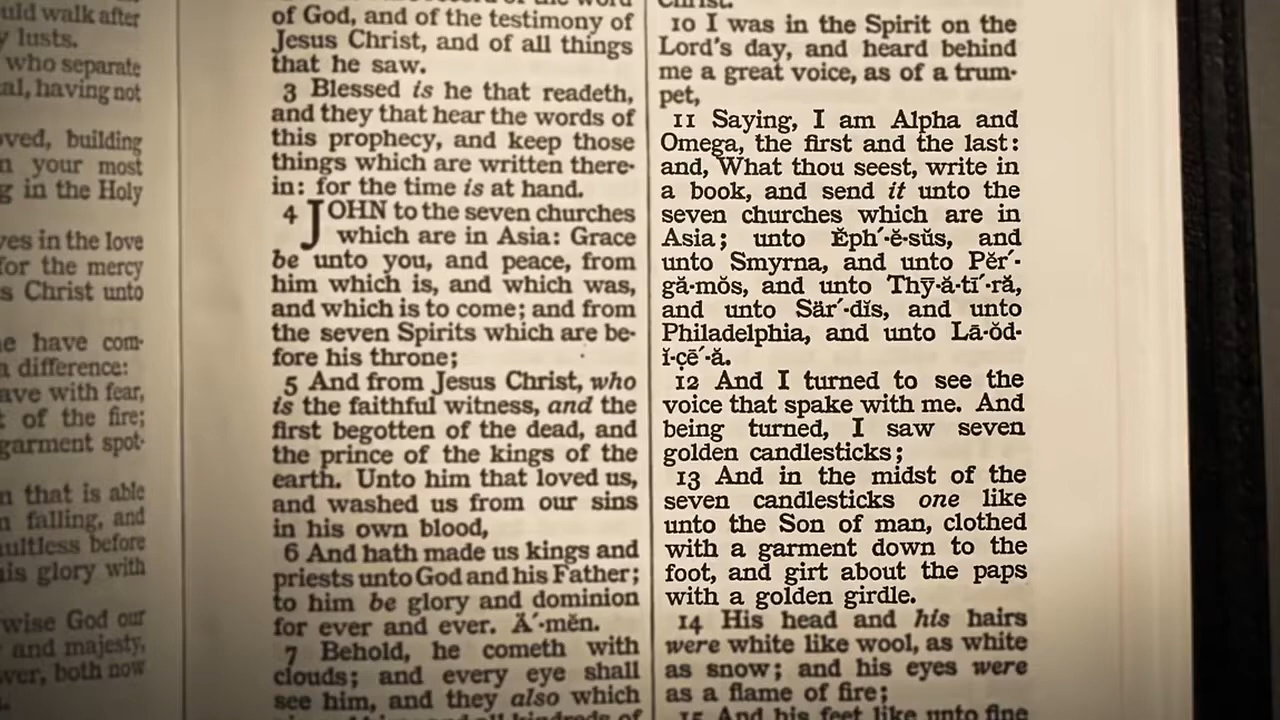 uld walk after
lusts.
who separate
al, having not
ved, building
n your most
g in the Holy
ves in the love
for the mercy
s Christ unto
e have com-
a difference:
ave with fear,
of the fire;
garment spot-
n that is able
n falling, and
aultless before
his glory with
wise God our
and majesty,
wer, both now
of God, and of the testimony of
Jesus Christ, and of all things
that he saw.
3 Blessed is he that readeth,
and they that hear the words of
this prophecy, and keep those
things which are written there-
in: for the time is at hand.
4 JOHN to the seven churches
which are in Asia: Grace
be unto you, and peace, from
him which is, and which was,
and which is to come; and from
the seven Spirits which are be-
fore his throne;
5 And from Jesus Christ, who
is the faithful witness, and the
first begotten of the dead, and
the prince of the kings of the
earth. Unto him that loved us,
and washed us from our sins
in his own blood,
6 And hath made us kings and
priests unto God and his Father;
to him be glory and dominion
for ever and ever. Ä´-mĕn.
7 Behold, he cometh with
clouds; and every eye shall
see him, and they also which
Christ.
10 I was in the Spirit on the
Lord's day, and heard behind
me a great voice, as of a trum-
pet,
11 Saying, I am Alpha and
Omega, the first and the last:
and, What thou seest, write in
a book, and send it unto the
seven churches which are in
Asia; unto Ĕph´-ĕ-sŭs, and
unto Smyrna, and unto Pĕr´-
gă-mŏs, and unto Thȳ-ă-tī´-ră,
and unto Sär´-dĭs, and unto
Philadelphia, and unto Lā-ŏd-
ĭ-çē´-ă.
12 And I turned to see the
voice that spake with me. And
being turned, I saw seven
golden candlesticks;
13 And in the midst of the
seven candlesticks one like
unto the Son of man, clothed
with a garment down to the
foot, and girt about the paps
with a golden girdle.
14 His head and his hairs
were white like wool, as white
as snow; and his eyes were
as a flame of fire;
15 And his feet like unto fine